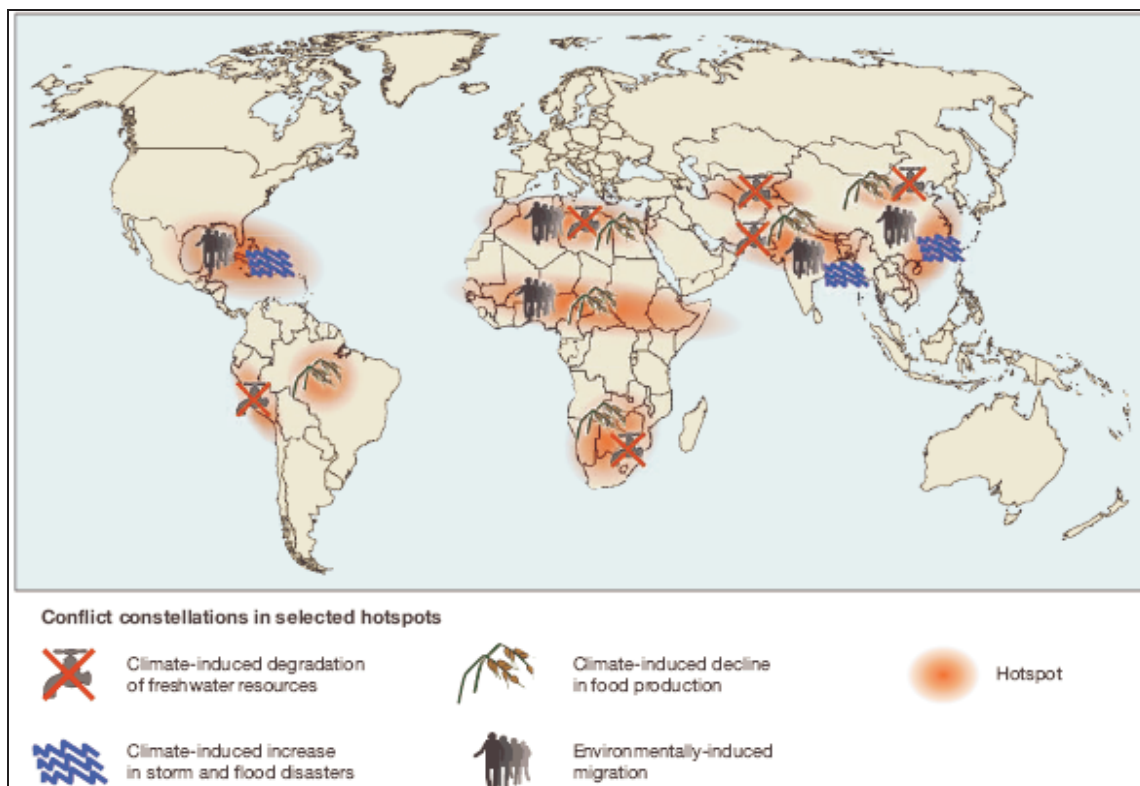 Conflict constellations in selected hotspots
Climate-induced degradation
of freshwater resources
Climate-induced decline
in food production
Hotspot
Climate-induced increase
in storm and flood disasters
Environmentally-induced
migration